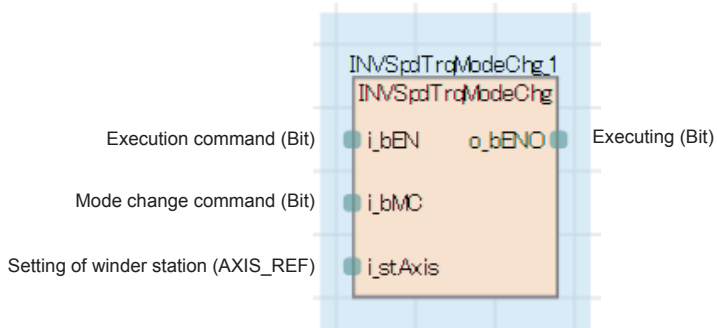 INVSpdTrqModeChg_1
INVSpdTrqModeChg
Execution command (Bit) i_bEN o_bENO Executing (Bit)
Mode change command (Bit) i_bMC
Setting of winder station (AXIS_REF) i_stAxis